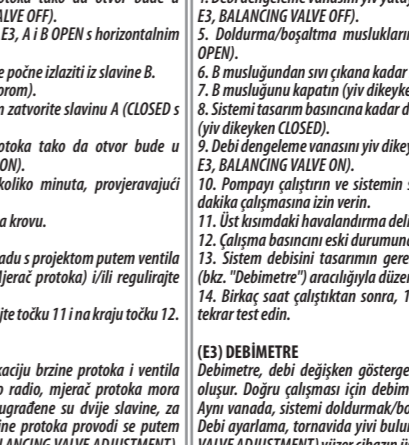 otoka tako da otvor bude u
ALVE OFF).
E3, A i B OPEN s horizontalnim
e počne izlaziti iz slavine B.
orom).
n zatvorite slavinu A (CLOSED s
otoka tako da otvor bude u
ON).
koliko minuta, provjeravajući
a krovu.
adu s projektom putem ventila
Mjerač protoka) i/ili regulirajte
jte točku 11 i na kraju točku 12.
kaciju brzine protoka i ventila
o radio, mjerač protoka mora
ugrađene su dvije slavine, za
ine protoka provodi se putem
LANCING VALVE ADJUSTMENT).
E3, BALANCING VALVE OFF).
5. Doldurma/boşaltma muslukların
OPEN).
6. B musluğundan sıvı çıkana kadar
7. B musluğunu kapatın (yiv dikeyke
8. Sistemi tasarım basıncına kadar d
(yiv dikeyken CLOSED).
9. Debi dengeleme vanasını yiv dikey
E3, BALANCING VALVE ON).
10. Pompayı çalıştırın ve sistemin s
dakika çalışmasına izin verin.
11. Üst kısımdaki havalandırma deli
12. Çalışma basıncını eski durumuna
13. Sistem debisini tasarımın gere
(bkz. "Debimetre") aracılığıyla düze
14. Birkaç saat çalıştıktan sonra, 1
tekrar test edin.
(E3) DEBİMETRE
Debimetre, debi değişken gösterge
oluşur. Doğru çalışması için debim
Aynı vanada, sistemi doldurmak/bo
Debi ayarlama, tornavida yivi bulun